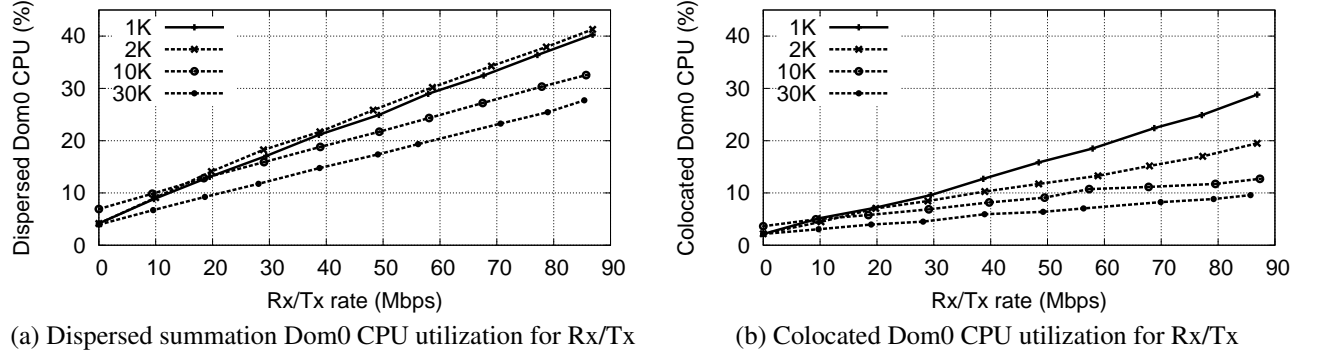 Dispersed Dom0 CPU (%)
40
30
20
10
0
1K
2K
10K
30K
0 10 20 30 40 50 60 70 80 90
Rx/Tx rate (Mbps)
(a) Dispersed summation Dom0 CPU utilization for Rx/Tx
Colocated Dom0 CPU (%)
40
30
20
10
0
1K
2K
10K
30K
0 10 20 30 40 50 60 70 80 90
Rx/Tx rate (Mbps)
(b) Colocated Dom0 CPU utilization for Rx/Tx